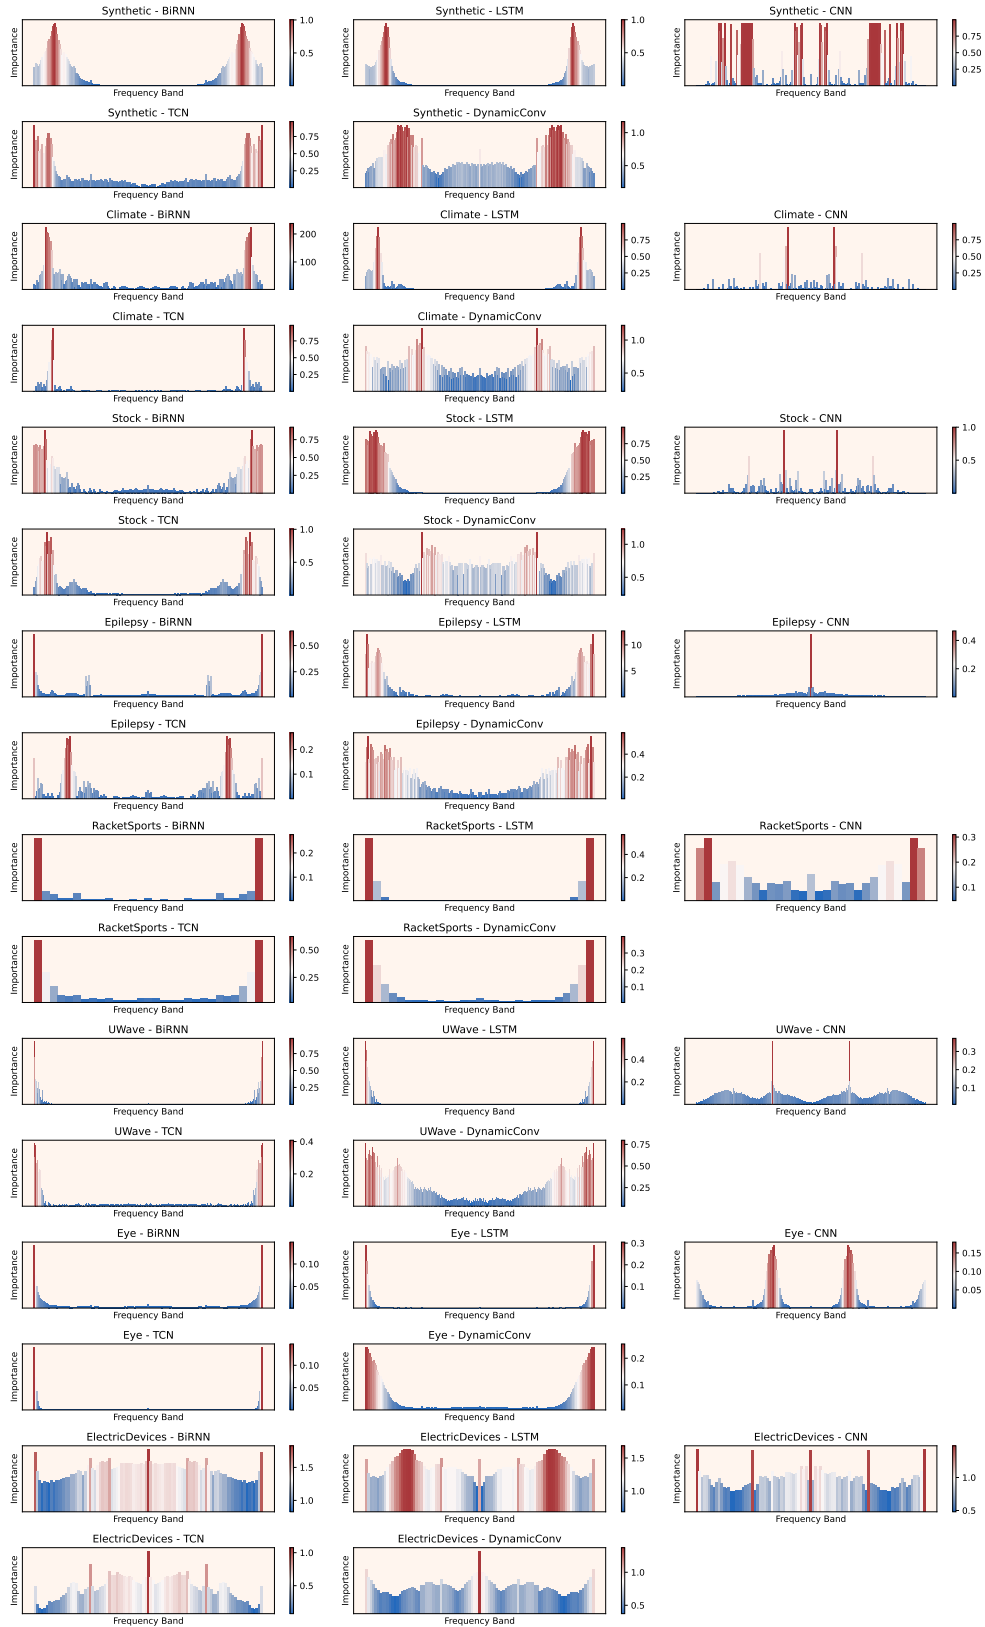 Synthetic - BiRNN
Importance
1.0
0.5
Frequency Band
Synthetic - LSTM
Importance
1.0
0.5
Frequency Band
Synthetic - CNN
Importance
0.75
0.50
0.25
Frequency Band
Synthetic - TCN
Importance
0.75
0.50
0.25
Frequency Band
Synthetic - DynamicConv
Importance
1.0
0.5
Frequency Band
Climate - BiRNN
Importance
200
100
Frequency Band
Climate - LSTM
Importance
0.75
0.50
0.25
Frequency Band
Climate - CNN
Importance
0.75
0.50
0.25
Frequency Band
Climate - TCN
Importance
0.75
0.50
0.25
Frequency Band
Climate - DynamicConv
Importance
1.0
0.5
Frequency Band
Stock - BiRNN
Importance
0.75
0.50
0.25
Frequency Band
Stock - LSTM
Importance
0.75
0.50
0.25
Frequency Band
Stock - CNN
Importance
1.0
0.5
Frequency Band
Stock - TCN
Importance
1.0
0.5
Frequency Band
Stock - DynamicConv
Importance
1.0
0.5
Frequency Band
Epilepsy - BiRNN
Importance
0.50
0.25
Frequency Band
Epilepsy - LSTM
Importance
10
5
Frequency Band
Epilepsy - CNN
Importance
0.4
0.2
Frequency Band
Epilepsy - TCN
Importance
0.2
0.1
Frequency Band
Epilepsy - DynamicConv
Importance
0.4
0.2
Frequency Band
RacketSports - BiRNN
Importance
0.2
0.1
Frequency Band
RacketSports - LSTM
Importance
0.4
0.2
Frequency Band
RacketSports - CNN
Importance
0.3
0.2
0.1
Frequency Band
RacketSports - TCN
Importance
0.50
0.25
Frequency Band
RacketSports - DynamicConv
Importance
0.3
0.2
0.1
Frequency Band
UWave - BiRNN
Importance
0.75
0.50
0.25
Frequency Band
UWave - LSTM
Importance
0.4
0.2
Frequency Band
UWave - CNN
Importance
0.3
0.2
0.1
Frequency Band
UWave - TCN
Importance
0.4
0.2
Frequency Band
UWave - DynamicConv
Importance
0.75
0.50
0.25
Frequency Band
Eye - BiRNN
Importance
0.10
0.05
Frequency Band
Eye - LSTM
Importance
0.3
0.2
0.1
Frequency Band
Eye - CNN
Importance
0.15
0.10
0.05
Frequency Band
Eye - TCN
Importance
0.10
0.05
Frequency Band
Eye - DynamicConv
Importance
0.2
0.1
Frequency Band
ElectricDevices - BiRNN
Importance
1.5
1.0
Frequency Band
ElectricDevices - LSTM
Importance
1.5
1.0
Frequency Band
ElectricDevices - CNN
Importance
1.0
0.5
Frequency Band
ElectricDevices - TCN
Importance
1.0
0.5
Frequency Band
ElectricDevices - DynamicConv
Importance
1.0
0.5
Frequency Band